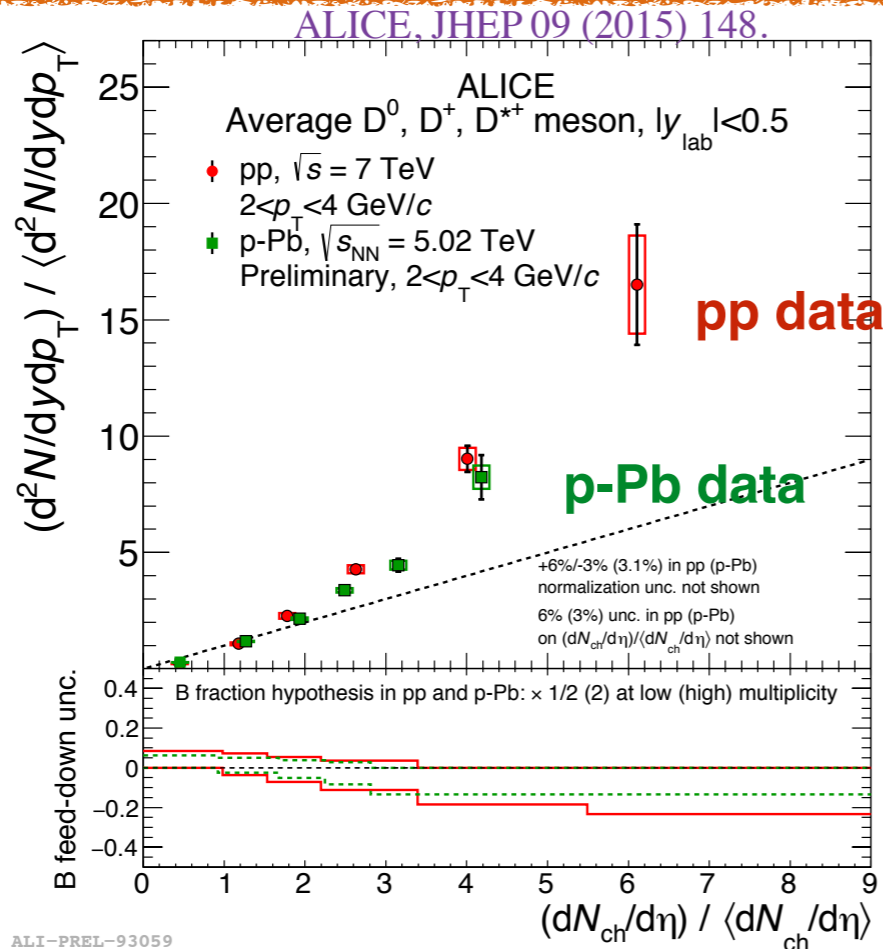 ALICE, JHEP 09 (2015) 148.
(d²N/dydp_T) / ⟨d²N/dydp_T⟩
25
20
15
10
5
ALICE
Average D⁰, D⁺, D*⁺ meson, |y_lab|<0.5
pp, √s = 7 TeV
2<p_T<4 GeV/c
p-Pb, √s_NN = 5.02 TeV
Preliminary, 2<p_T<4 GeV/c
pp data
p-Pb data
+6%/-3% (3.1%) in pp (p-Pb)
normalization unc. not shown
6% (3%) unc. in pp (p-Pb)
on (dN_ch/dη)/⟨dN_ch/dη⟩ not shown
B feed-down unc.
0.4
0.2
0
−0.2
−0.4
B fraction hypothesis in pp and p-Pb: × 1/2 (2) at low (high) multiplicity
0 1 2 3 4 5 6 7 8 9
(dN_ch/dη) / ⟨dN_ch/dη⟩
ALI−PREL−93059